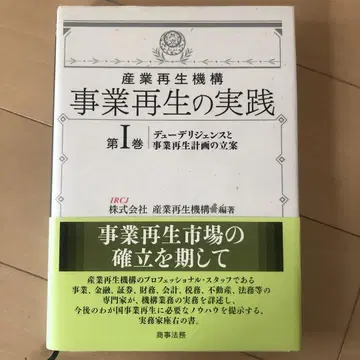 産業再生機構
事業再生の実践
第I巻 デューデリジェンスと
事業再生計画の立案
IRCJ
株式会社 産業再生機構 編著
事業再生市場の
確立を期して
産業再生機構のプロフェッショナル・スタッフである
事業、金融、証券、財務、会計、税務、不動産、法務等の
専門家が、機構業務の実務を詳述し、
今後のわが国事業再生に必要なノウハウを提示する、
実務家座右の書。
商事法務